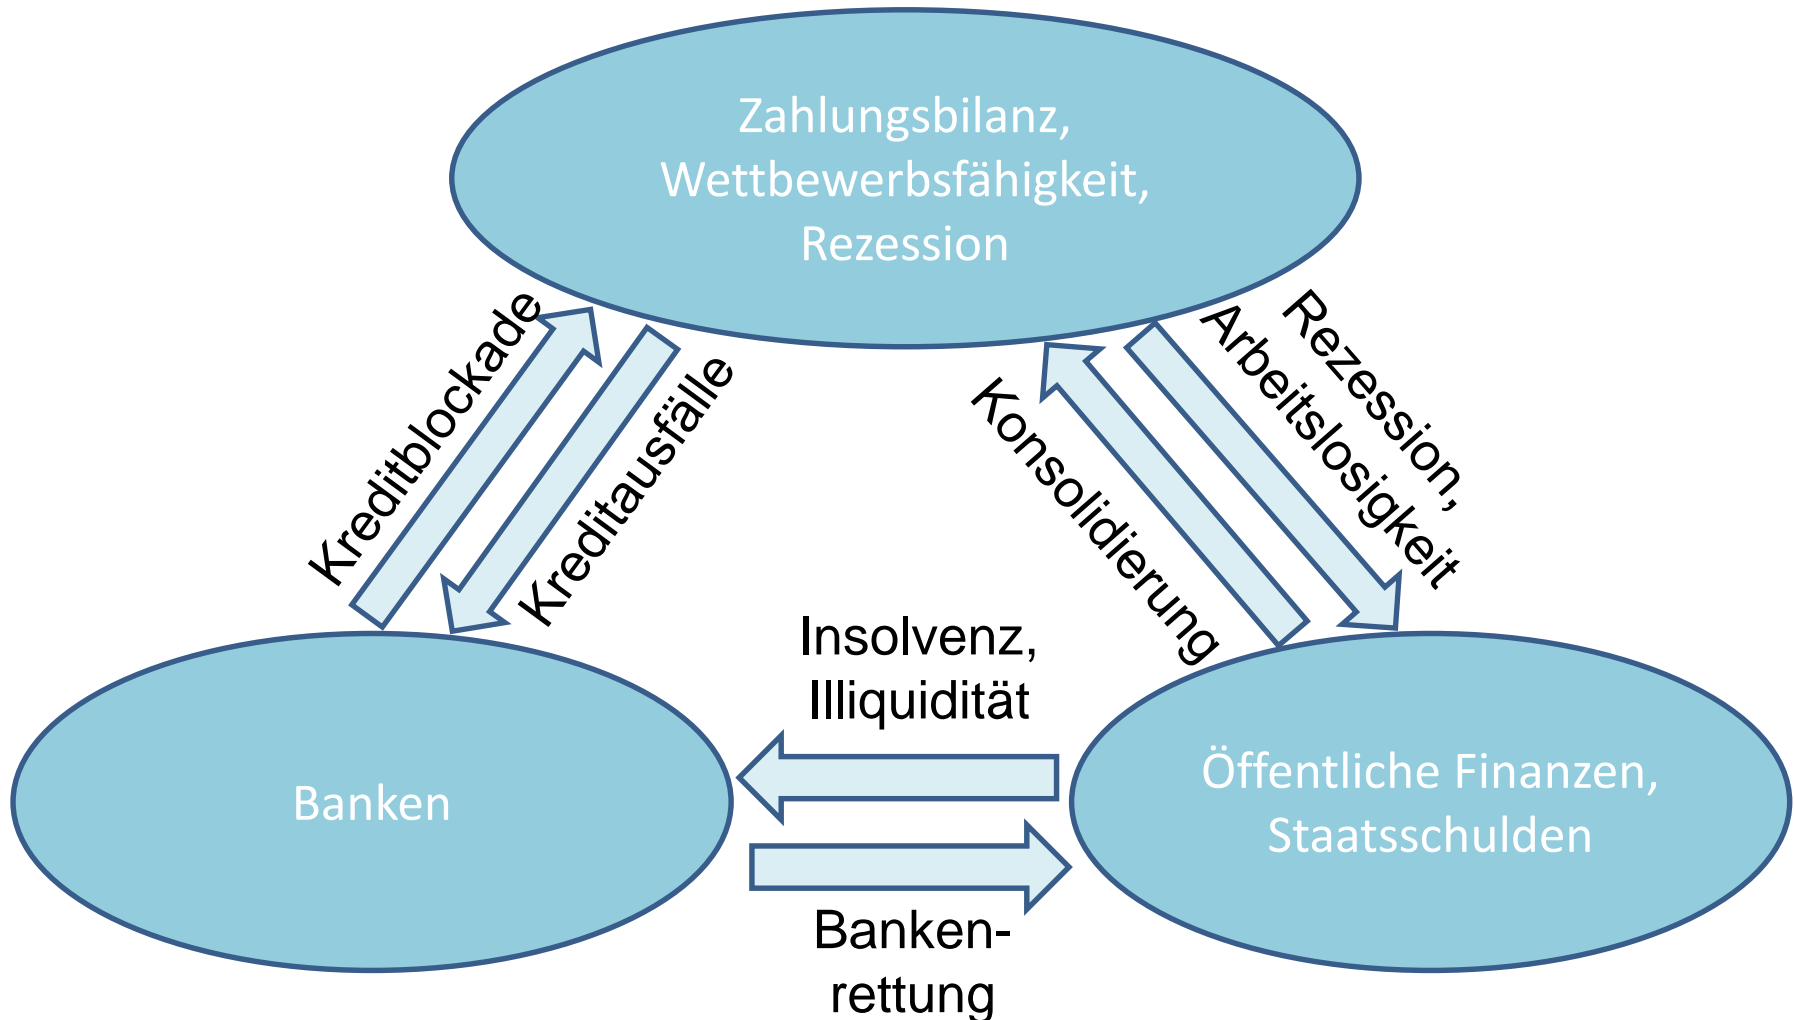 Zahlungsbilanz,
Wettbewerbsfähigkeit,
Rezession
Kreditblockade
Kreditausfälle
Konsolidierung
Rezession,
Arbeitslosigkeit
Insolvenz,
Illiquidität
Banken
Öffentliche Finanzen,
Staatsschulden
Banken-
rettung